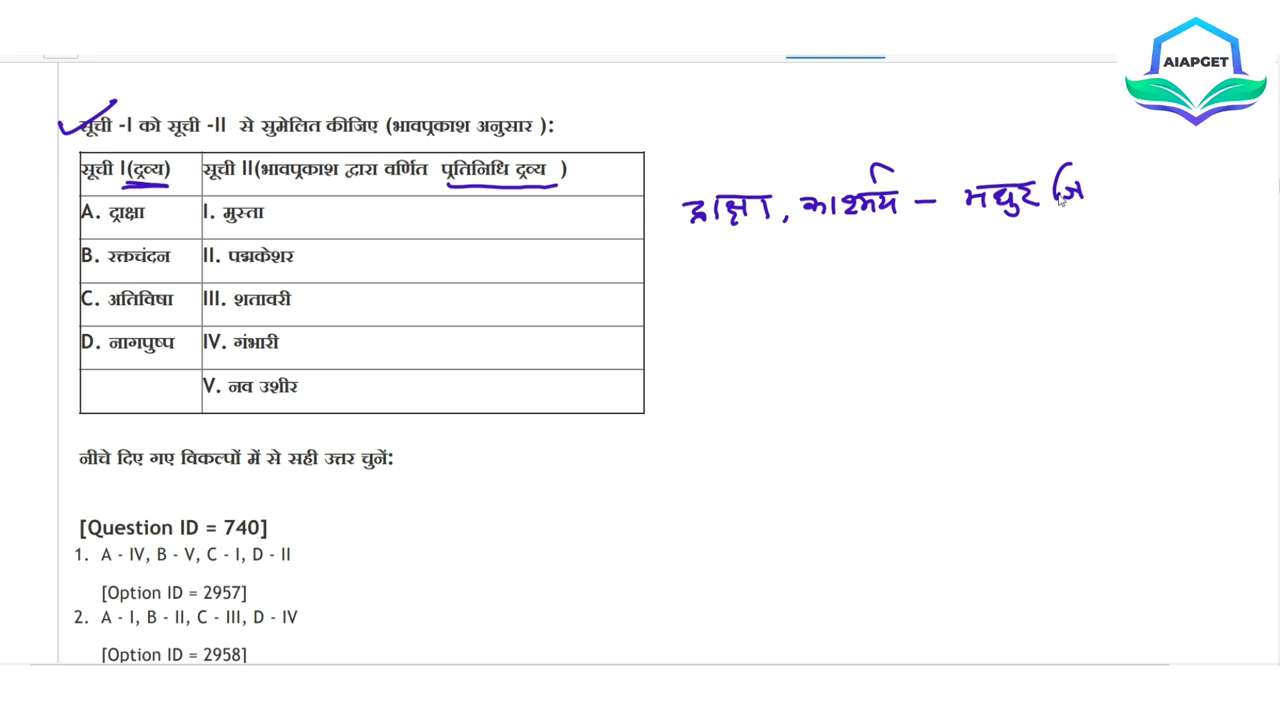 AIAPGET
सूची -I को सूची -II से सुमेलित कीजिए (भावप्रकाश अनुसार ):
सूची I(द्रव्य) सूची II(भावप्रकाश द्वारा वर्णित प्रतिनिधि द्रव्य )
A. द्राक्षा I. मुस्ता
B. रक्तचंदन II. पद्मकेशर
C. अतिविषा III. शतावरी
D. नागपुष्प IV. गंभारी
V. नव उशीर
द्राक्षा, काश्मर्य – मधुर
नीचे दिए गए विकल्पों में से सही उत्तर चुनें:
[Question ID = 740]
1. A - IV, B - V, C - I, D - II
[Option ID = 2957]
2. A - I, B - II, C - III, D - IV
[Option ID = 2958]